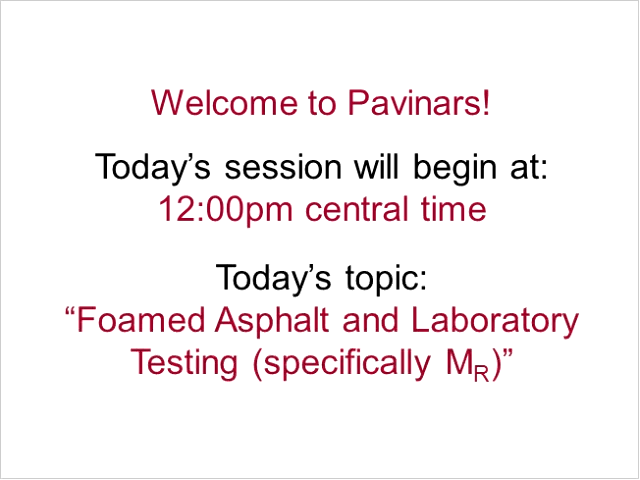 Welcome to Pavinars!
Today’s session will begin at:
12:00pm central time
Today’s topic:
“Foamed Asphalt and Laboratory
Testing (specifically MR)”